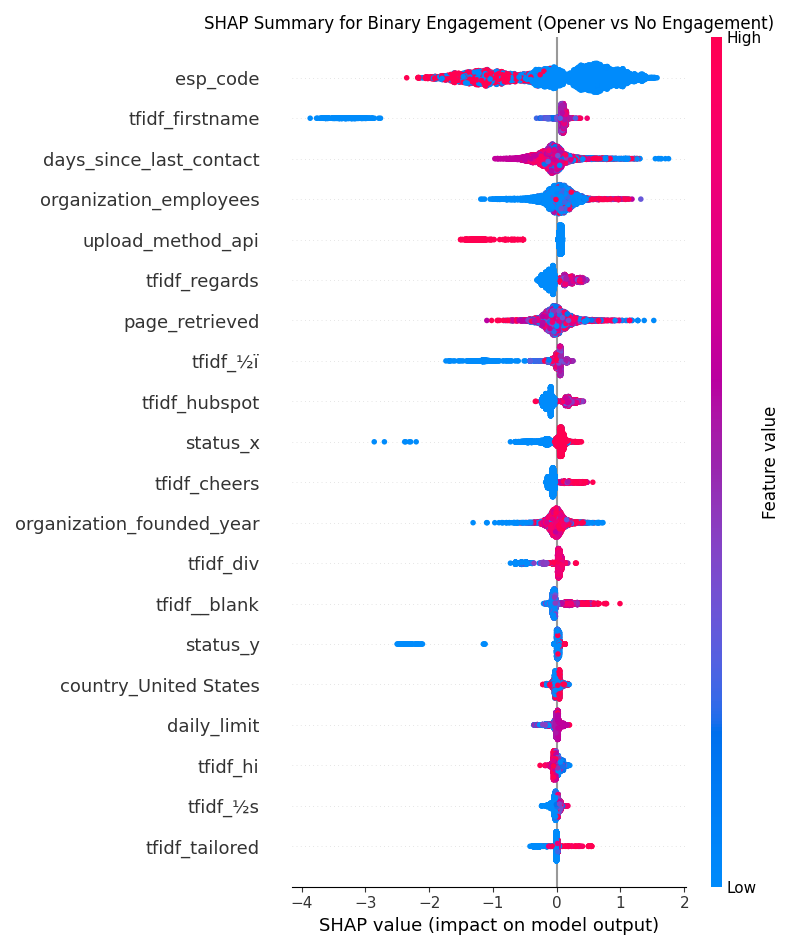 SHAP Summary for Binary Engagement (Opener vs No Engagement)
High
esp_code
tfidf_firstname
days_since_last_contact
organization_employees
upload_method_api
tfidf_regards
page_retrieved
tfidf_½ï
tfidf_hubspot
status_x
tfidf_cheers
organization_founded_year
tfidf_div
tfidf__blank
status_y
country_United States
daily_limit
tfidf_hi
tfidf_½s
tfidf_tailored
Feature value
Low
−4 −3 −2 −1 0 1 2
SHAP value (impact on model output)